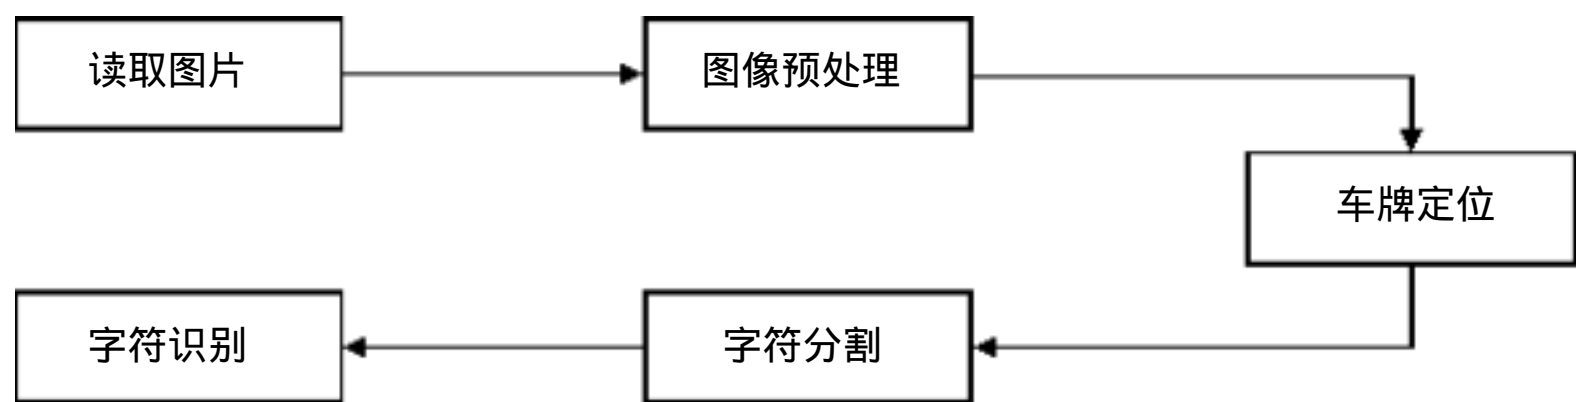 读取图片
图像预处理
车牌定位
字符分割
字符识别